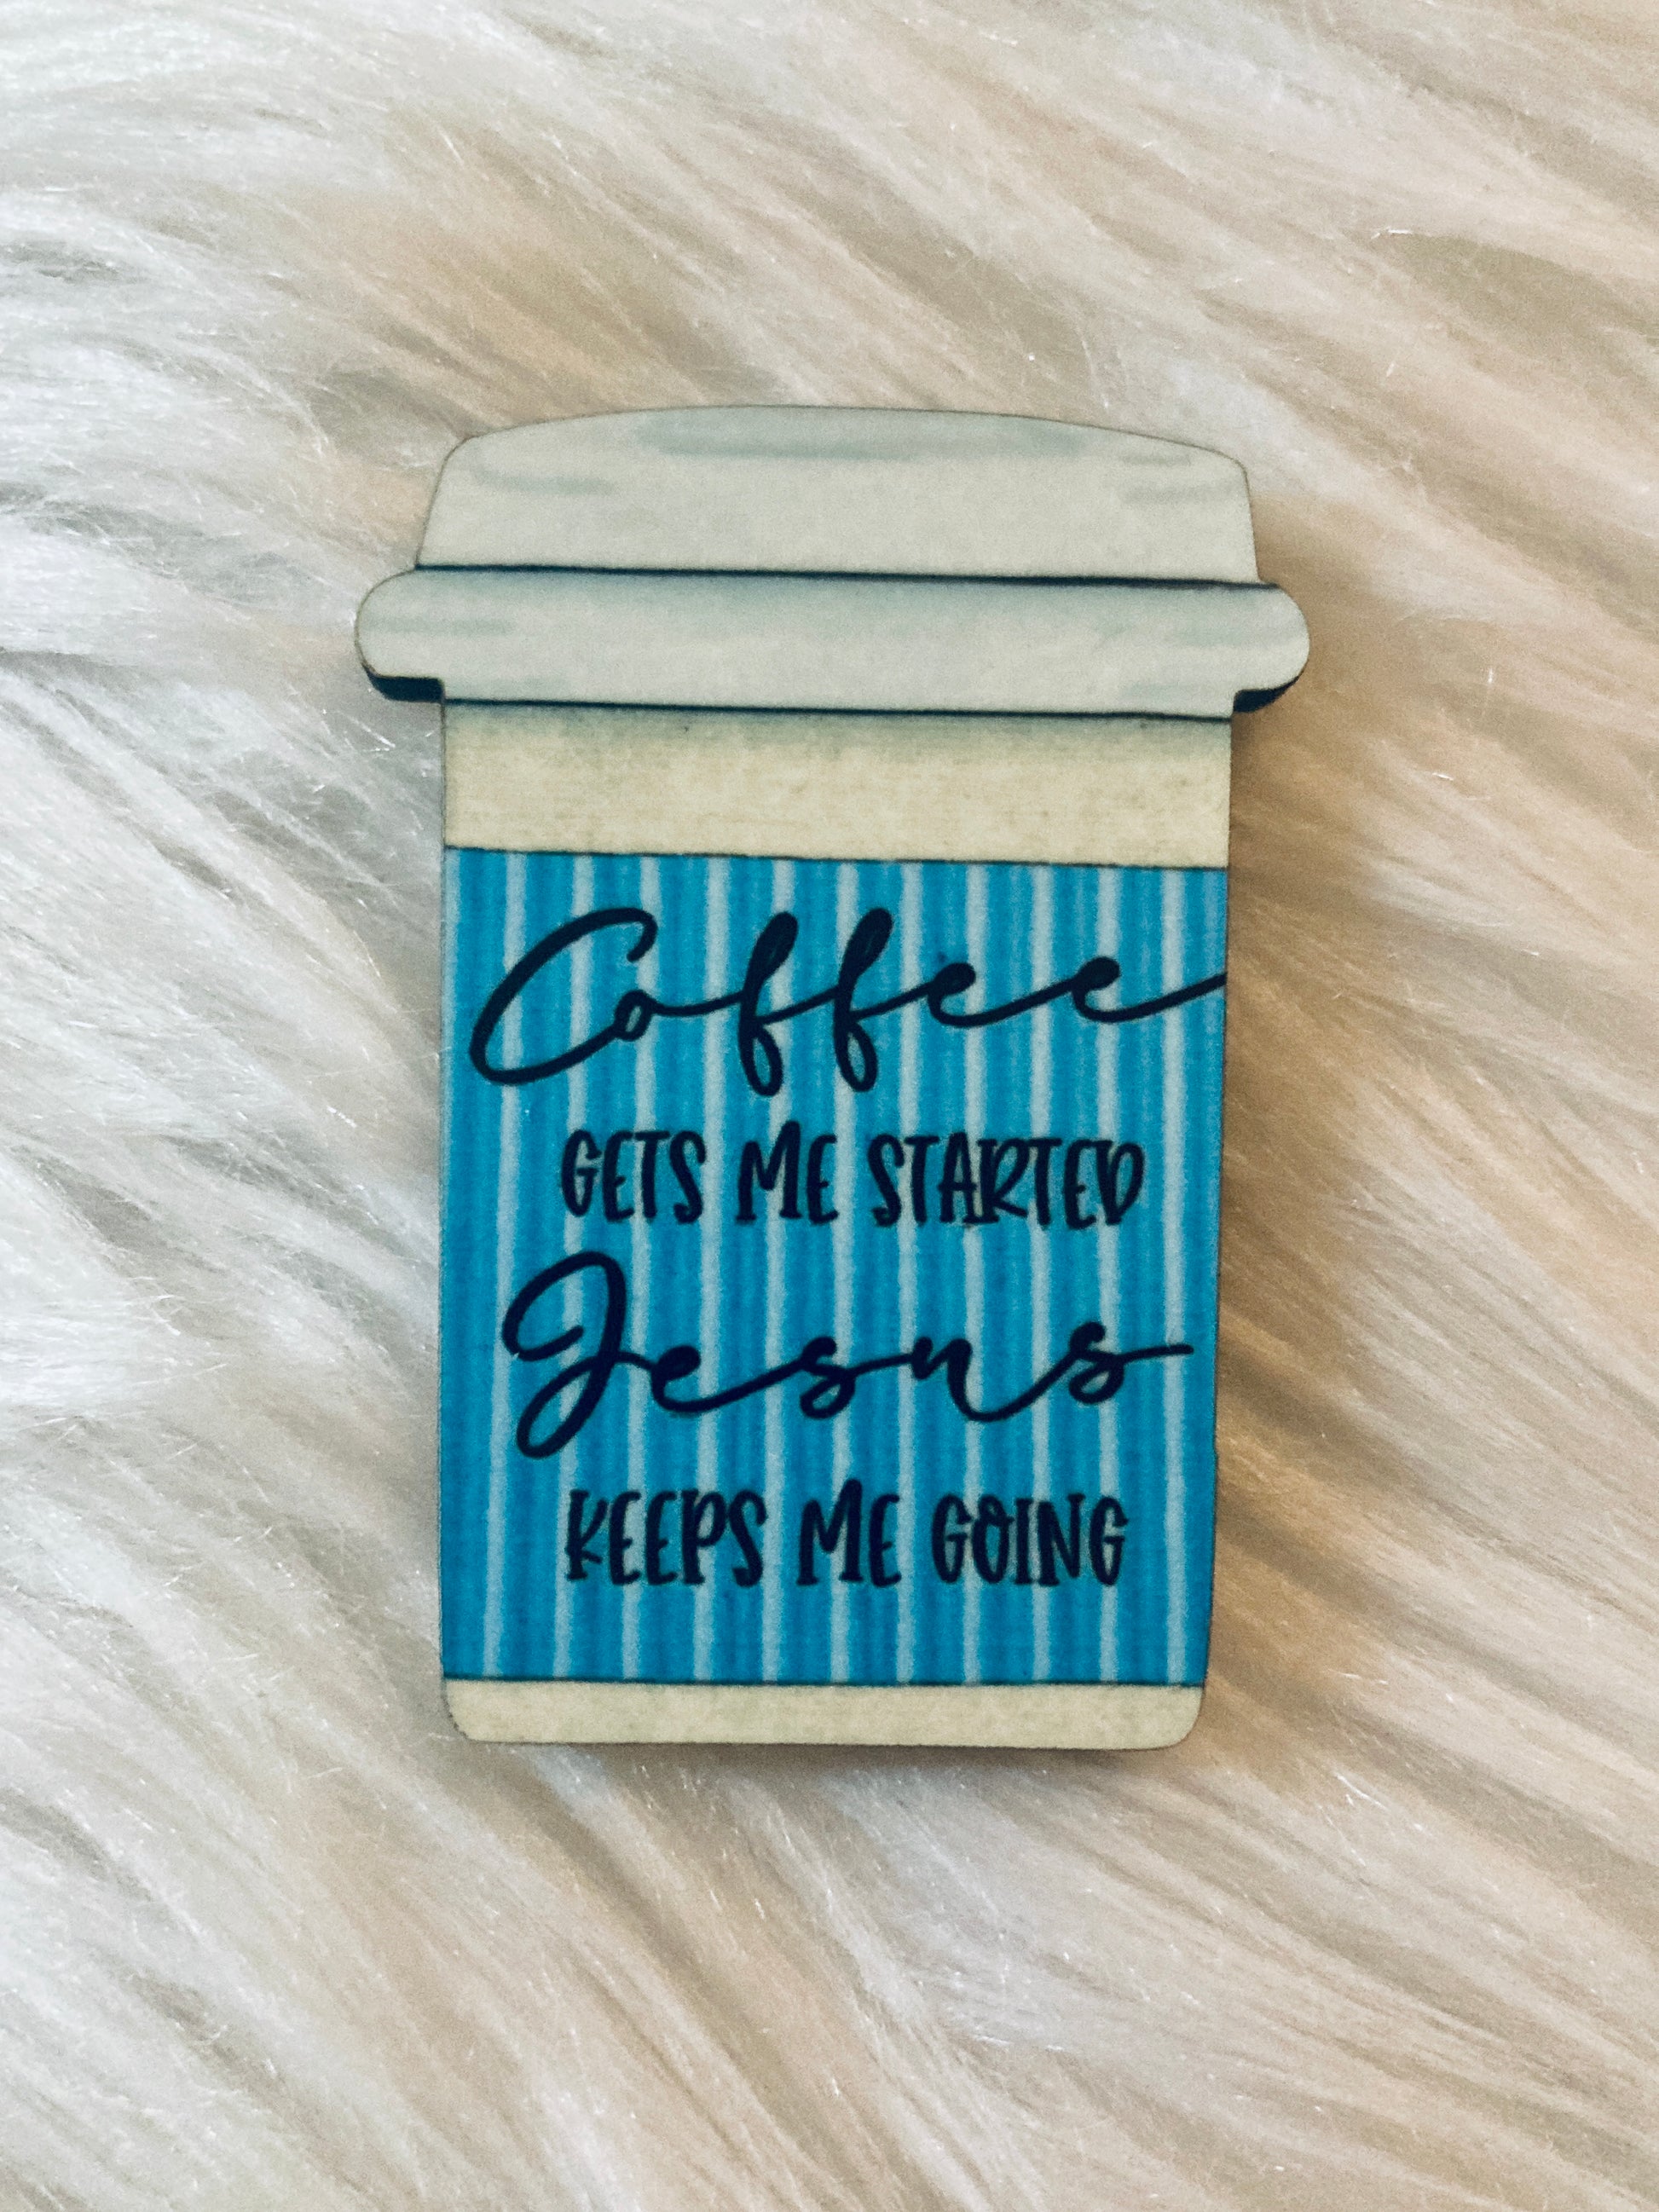 Coffee
GETS ME STARTED
Jesus
KEEPS ME GOING